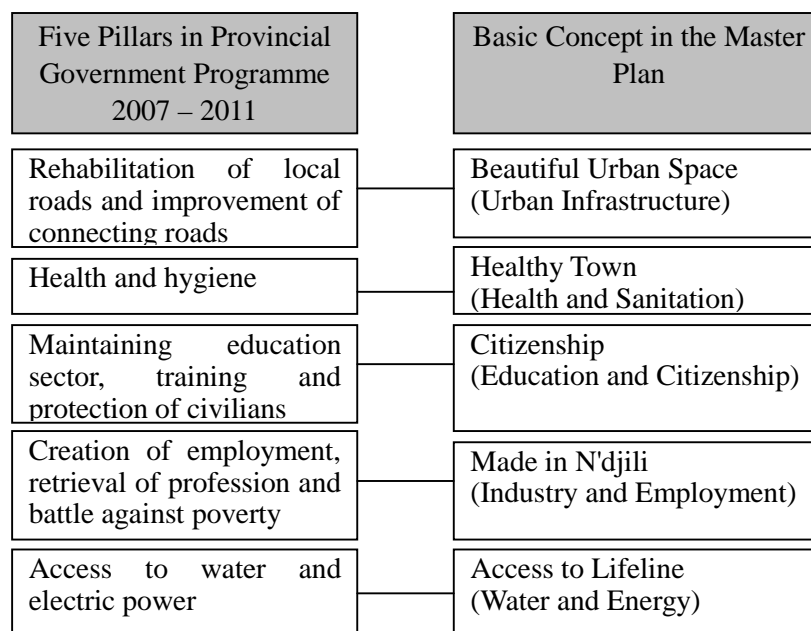 Five Pillars in Provincial
Government Programme
2007 – 2011
Basic Concept in the Master
Plan
Rehabilitation of local
roads and improvement of
connecting roads
Beautiful Urban Space
(Urban Infrastructure)
Health and hygiene
Healthy Town
(Health and Sanitation)
Maintaining education
sector, training and
protection of civilians
Citizenship
(Education and Citizenship)
Creation of employment,
retrieval of profession and
battle against poverty
Made in N'djili
(Industry and Employment)
Access to water and
electric power
Access to Lifeline
(Water and Energy)